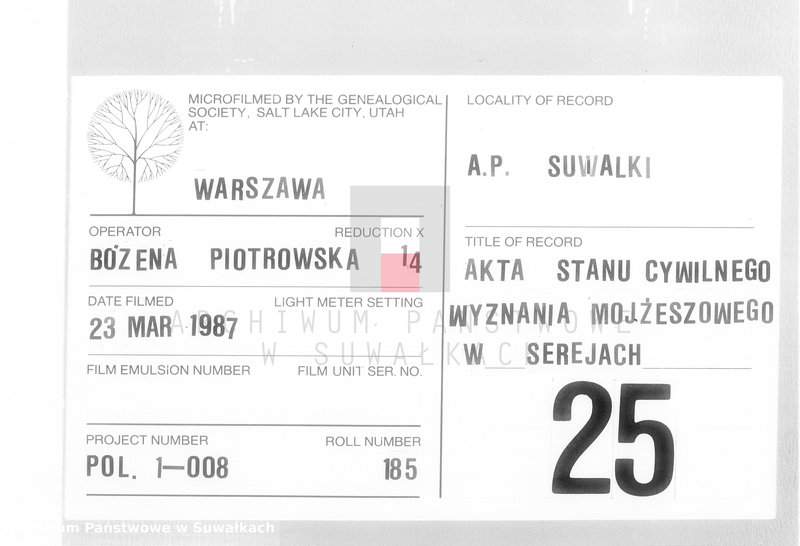 MICROFILMED BY THE GENEALOGICAL
SOCIETY, SALT LAKE CITY, UTAH
AT:
WARSZAWA
OPERATOR
REDUCTION X
BOŻENA PIOTROWSKA 14
DATE FILMED
LIGHT METER SETTING
23 MAR 1987
FILM EMULSION NUMBER
FILM UNIT SER. NO.
PROJECT NUMBER
ROLL NUMBER
POL. 1—008
185
LOCALITY OF RECORD
A.P. SUWALKI
TITLE OF RECORD
AKTA STANU CYWILNEGO
WYZNANIA MOJŻESZOWEGO
W SEREJACH
25
ARCHIWUM PAŃSTWOWE
W SUWAŁKACH
Archiwum Państwowe w Suwałkach